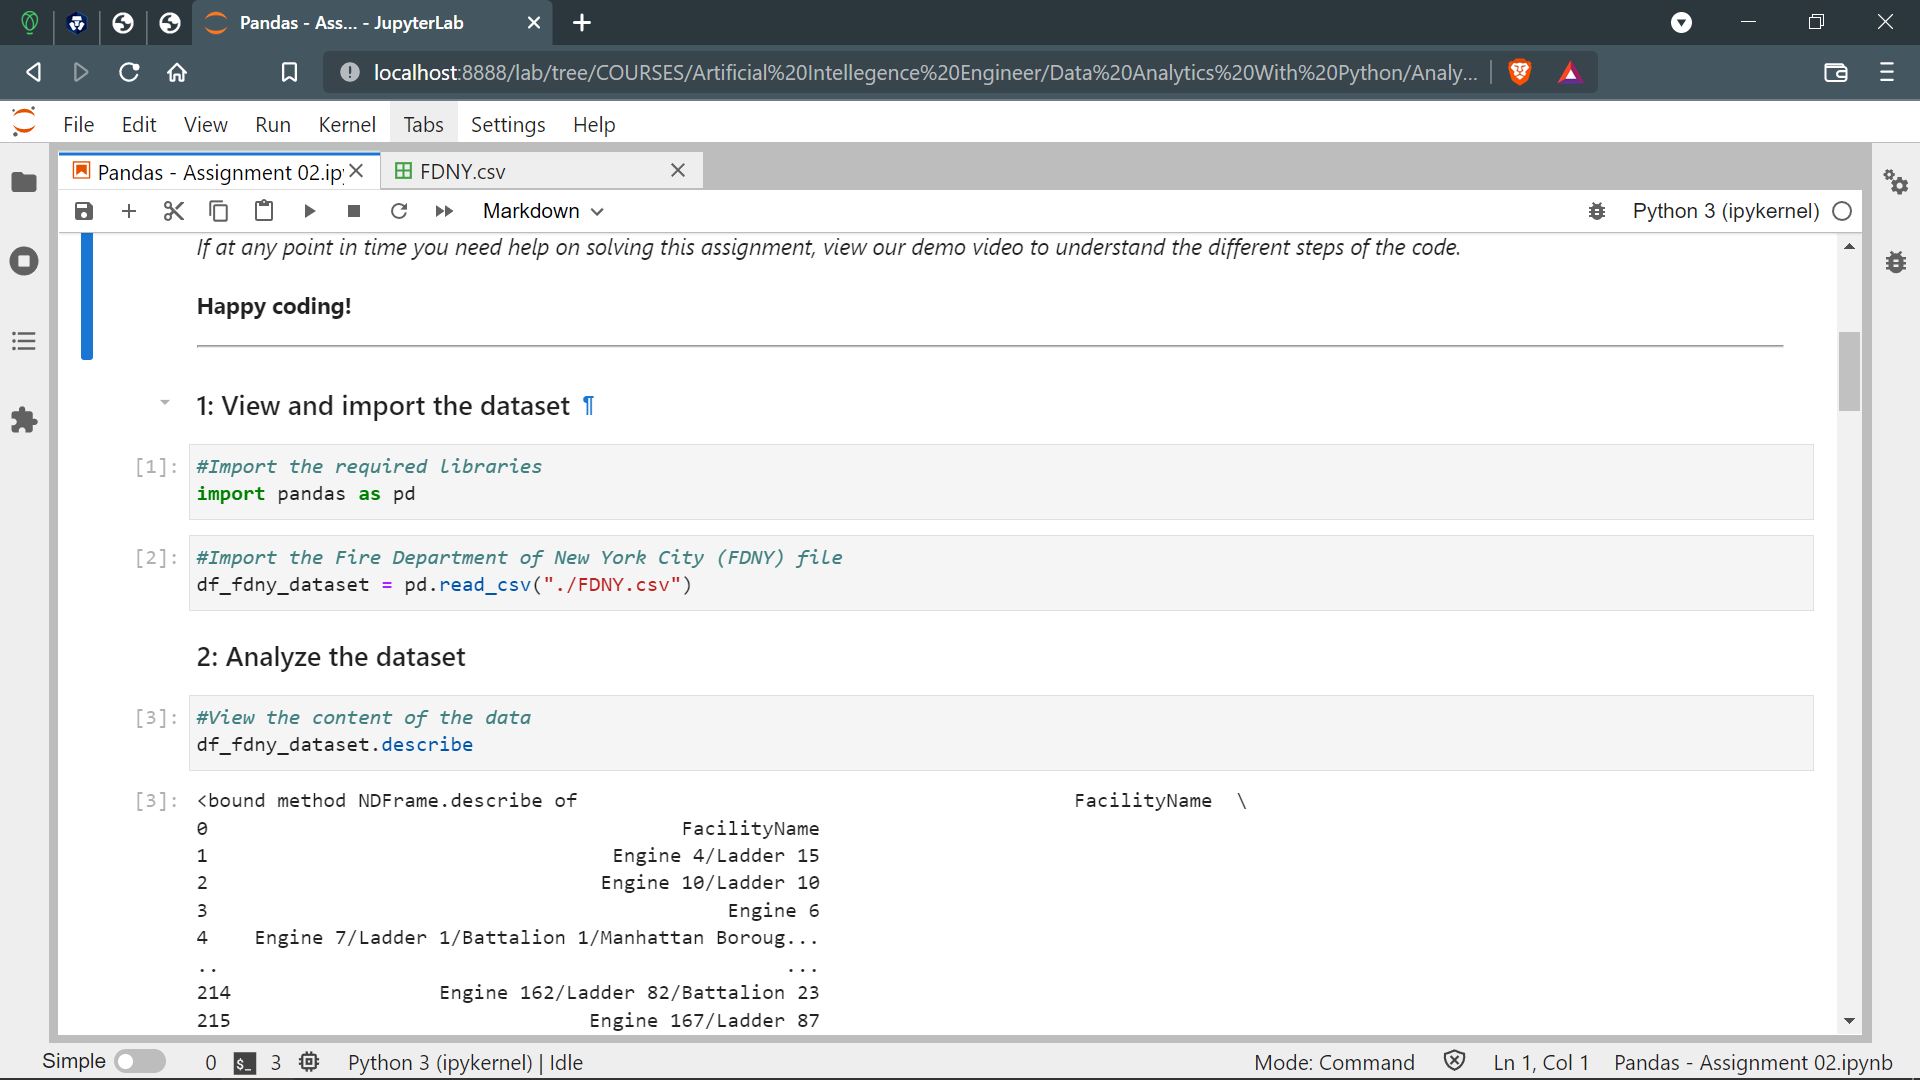 Pandas - Ass... - JupyterLab
localhost:8888/lab/tree/COURSES/Artificial%20Intellegence%20Engineer/Data%20Analytics%20With%20Python/Analy...
File Edit View Run Kernel Tabs Settings Help
Pandas - Assignment 02.ip
FDNY.csv
Markdown
Python 3 (ipykernel)
If at any point in time you need help on solving this assignment, view our demo video to understand the different steps of the code.
Happy coding!
1: View and import the dataset ¶
[1]: #Import the required libraries
import pandas as pd
[2]: #Import the Fire Department of New York City (FDNY) file
df_fdny_dataset = pd.read_csv("./FDNY.csv")
2: Analyze the dataset
[3]: #View the content of the data
df_fdny_dataset.describe
[3]: <bound method NDFrame.describe of FacilityName \
0 FacilityName
1 Engine 4/Ladder 15
2 Engine 10/Ladder 10
3 Engine 6
4 Engine 7/Ladder 1/Battalion 1/Manhattan Boroug...
.. ...
214 Engine 162/Ladder 82/Battalion 23
215 Engine 167/Ladder 87
Simple 0 $_ 3 Python 3 (ipykernel) | Idle Mode: Command Ln 1, Col 1 Pandas - Assignment 02.ipynb